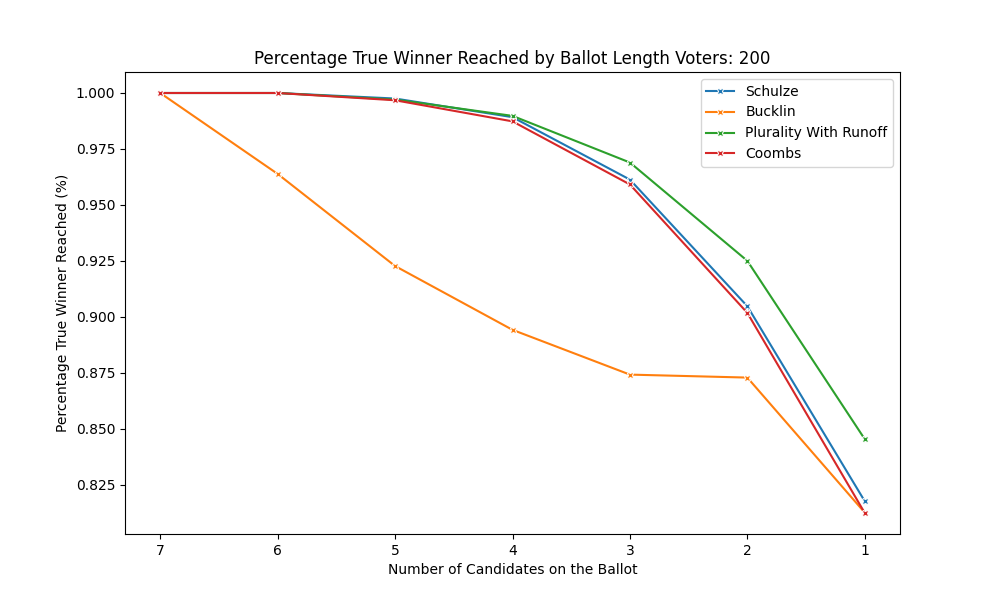 Percentage True Winner Reached by Ballot Length Voters: 200
Percentage True Winner Reached (%)
1.000
0.975
0.950
0.925
0.900
0.875
0.850
0.825
Schulze
Bucklin
Plurality With Runoff
Coombs
7 6 5 4 3 2 1
Number of Candidates on the Ballot